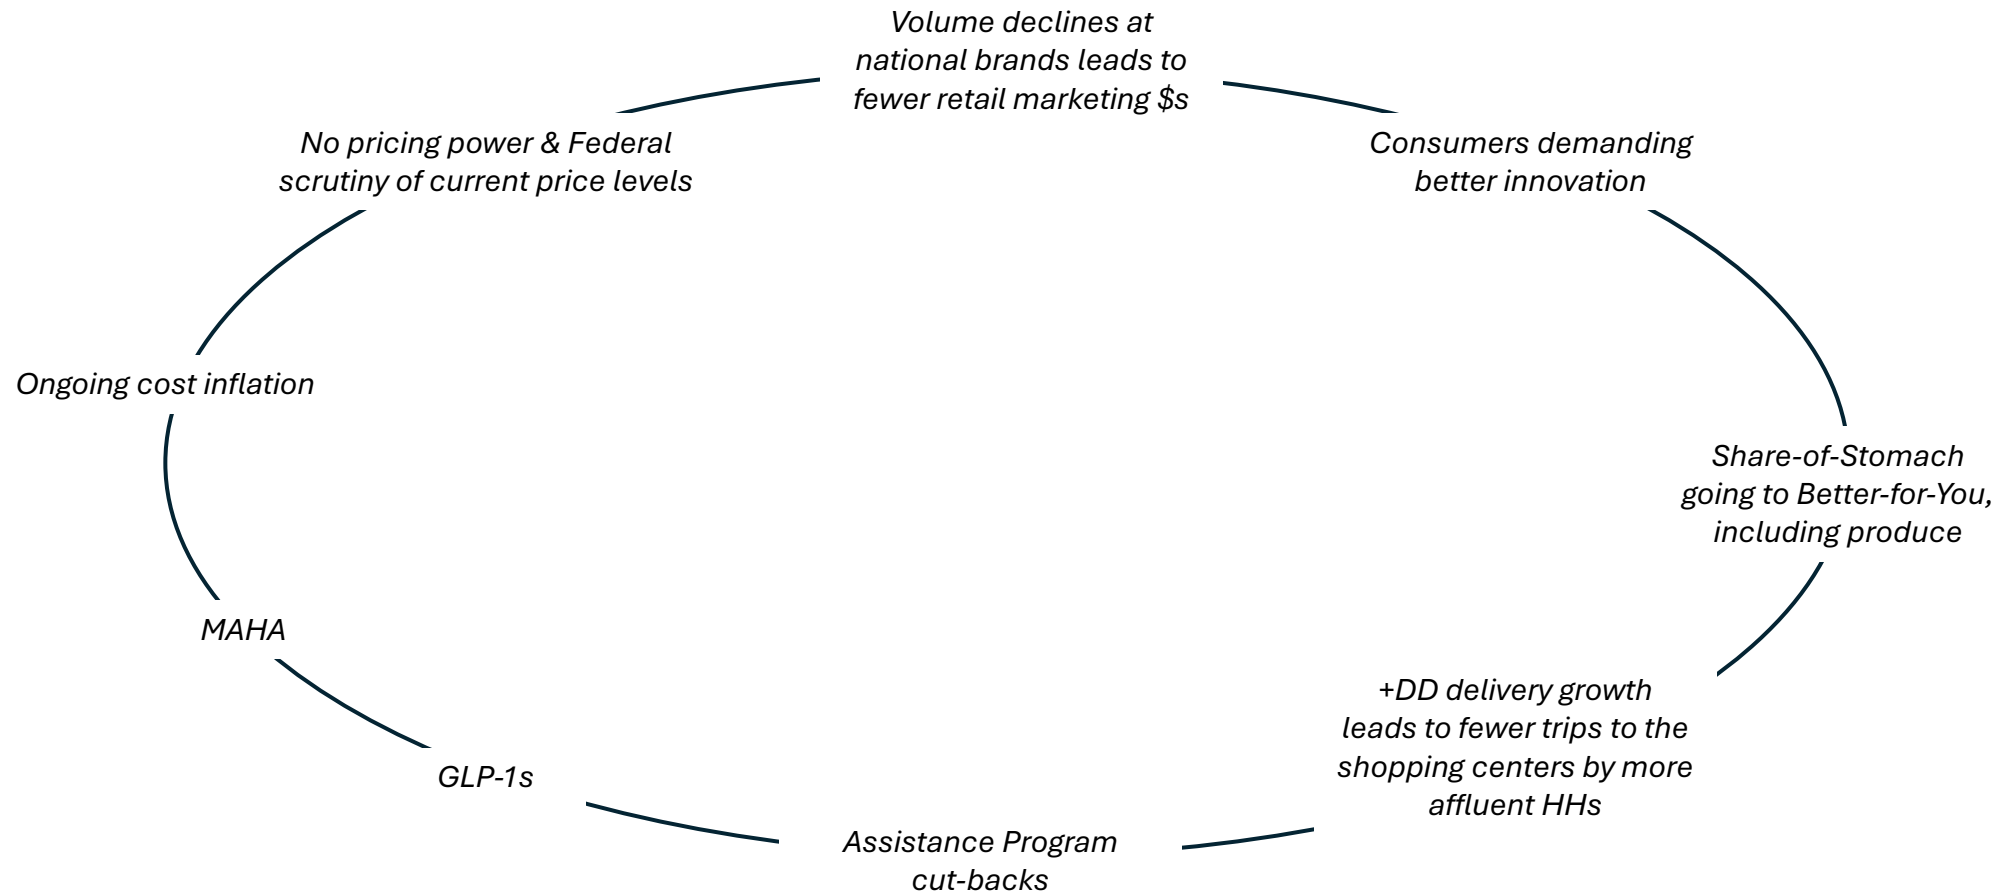 Volume declines at
national brands leads to
fewer retail marketing $s
Consumers demanding
better innovation
Share-of-Stomach
going to Better-for-You,
including produce
+DD delivery growth
leads to fewer trips to the
shopping centers by more
affluent HHs
Assistance Program
cut-backs
GLP-1s
MAHA
Ongoing cost inflation
No pricing power & Federal
scrutiny of current price levels